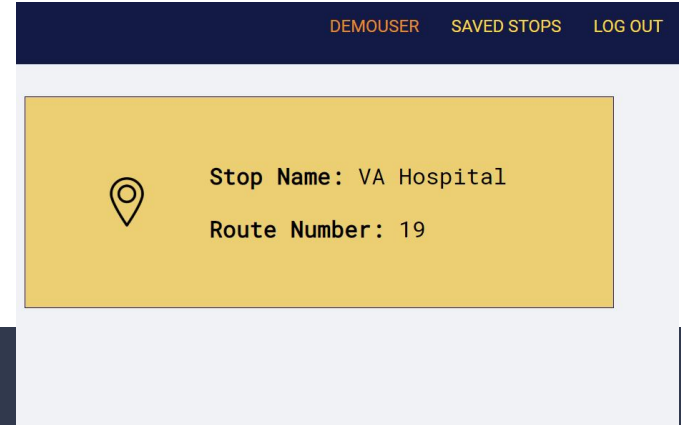 DEMOUSER SAVED STOPS LOG OUT
Stop Name: VA Hospital
Route Number: 19